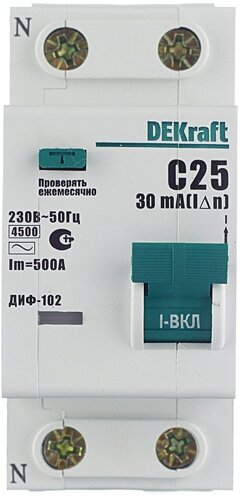 N
DEKraft
Проверять
ежемесячно
C25
30 mA(I∆n)
230В~50Гц
4500
Im=500A
ДИФ-102
I
I-ВКЛ
N